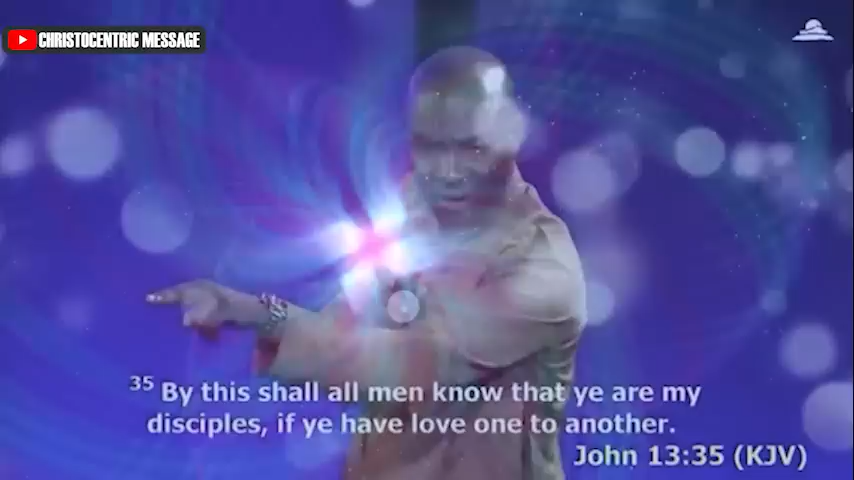 CHRISTOCENTRIC MESSAGE
35 By this shall all men know that ye are my
disciples, if ye have love one to another.
John 13:35 (KJV)